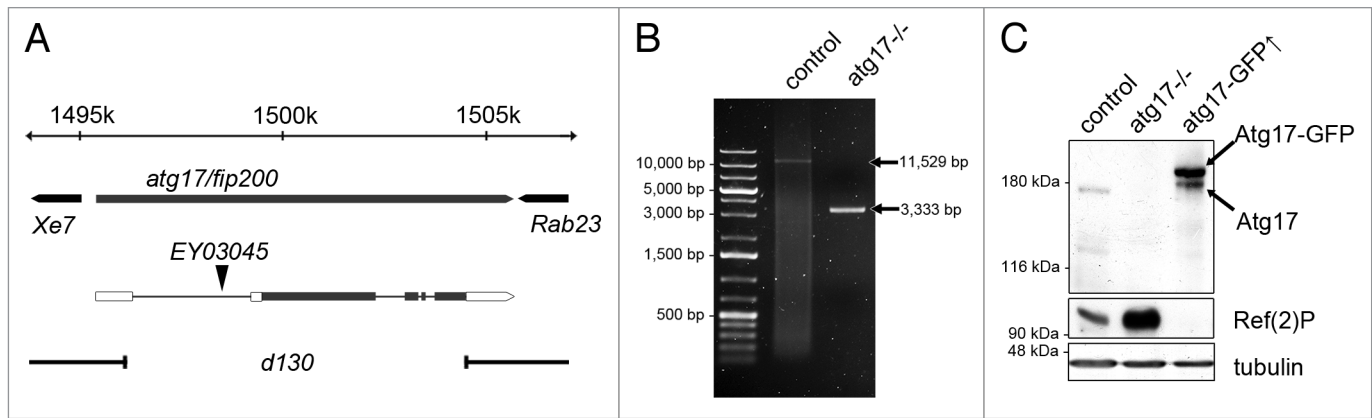 A
1495k 1500k 1505k
atg17/fip200
Xe7 Rab23
EY03045
d130
B
control atg17-/-
10,000 bp
5,000 bp
3,000 bp
1,500 bp
500 bp
11,529 bp
3,333 bp
C
control atg17-/- atg17-GFP↑
180 kDa
116 kDa
90 kDa
48 kDa
Atg17-GFP
Atg17
Ref(2)P
tubulin